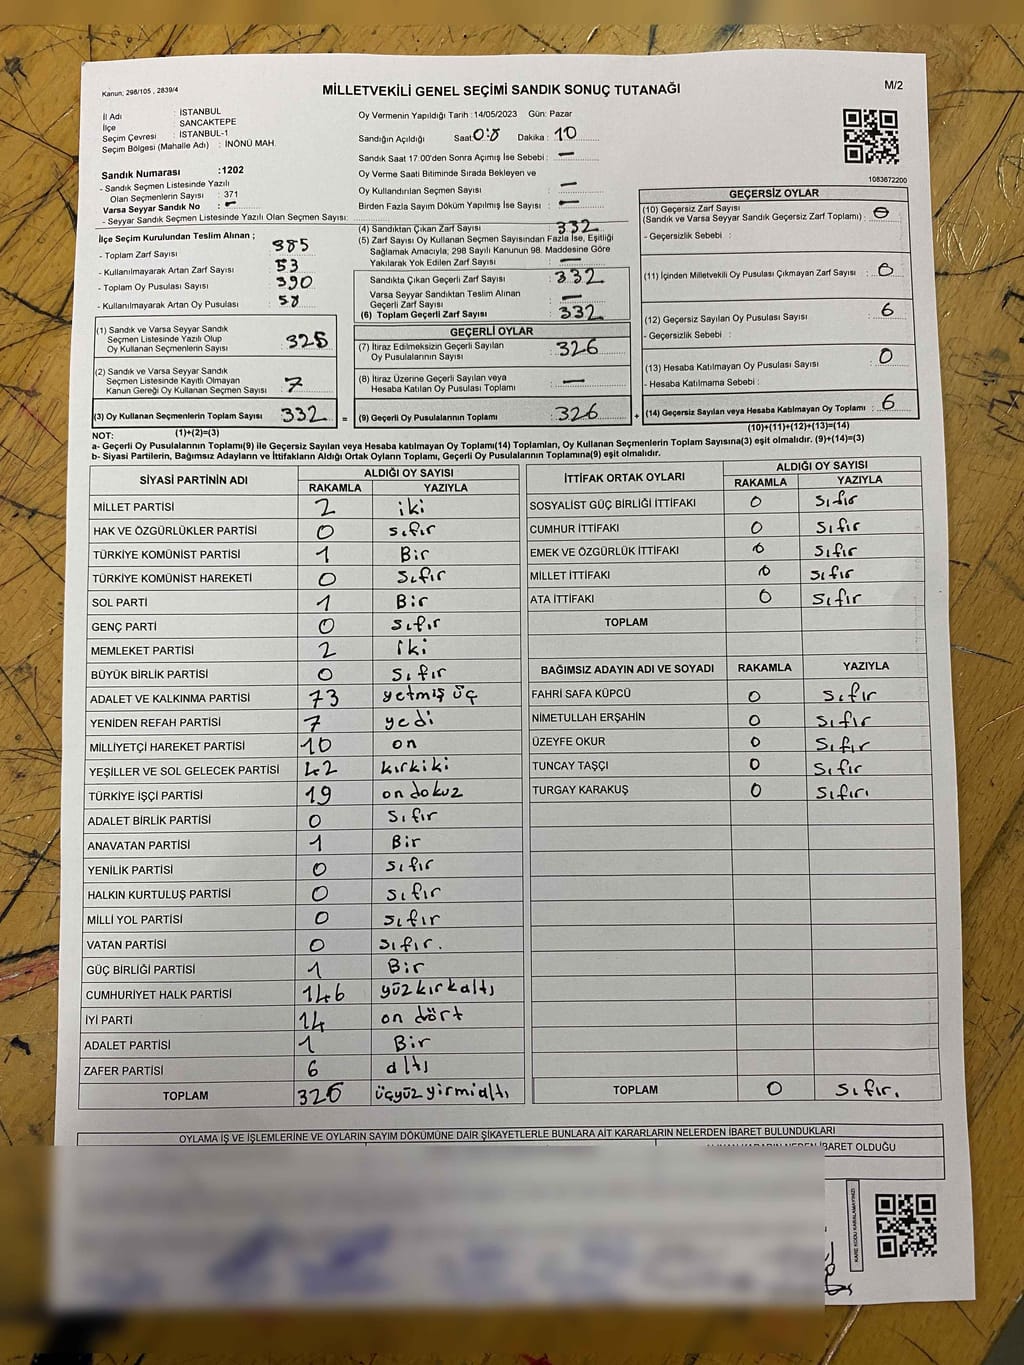 Kanun; 298/105 , 2839/4
MİLLETVEKİLİ GENEL SEÇİMİ SANDIK SONUÇ TUTANAĞI
M/2
İl Adı : İSTANBUL
İlçe : SANCAKTEPE
Seçim Çevresi : İSTANBUL-1
Seçim Bölgesi (Mahalle Adı) : İNÖNÜ MAH.
Sandık Numarası :1202
- Sandık Seçmen Listesinde Yazılı
Olan Seçmenlerin Sayısı : 371
Varsa Seyyar Sandık No : –
- Seyyar Sandık Seçmen Listesinde Yazılı Olan Seçmen Sayısı:
Oy Vermenin Yapıldığı Tarih :14/05/2023 Gün: Pazar
Sandığın Açıldığı Saat: 0:8 Dakika : 10
Sandık Saat 17:00'den Sonra Açımış İse Sebebi : –
Oy Verme Saati Bitiminde Sırada Bekleyen ve
Oy Kullandırılan Seçmen Sayısı : –
Birden Fazla Sayım Döküm Yapılmış İse Sayısı : –
1083672200
İlçe Seçim Kurulundan Teslim Alınan ;
- Toplam Zarf Sayısı : 385
- Kullanılmayarak Artan Zarf Sayısı : 53
- Toplam Oy Pusulası Sayısı : 390
- Kullanılmayarak Artan Oy Pusulası : 58
(4) Sandıktan Çıkan Zarf Sayısı : 332
(5) Zarf Sayısı Oy Kullanan Seçmen Sayısından Fazla İse, Eşitliği
Sağlamak Amacıyla; 298 Sayılı Kanunun 98. Maddesine Göre
Yakılarak Yok Edilen Zarf Sayısı : –
Sandıkta Çıkan Geçerli Zarf Sayısı : 332
Varsa Seyyar Sandıktan Teslim Alınan
Geçerli Zarf Sayısı : –
(6) Toplam Geçerli Zarf Sayısı : 332
GEÇERSİZ OYLAR
(10) Geçersiz Zarf Sayısı
(Sandık ve Varsa Seyyar Sandık Geçersiz Zarf Toplamı) : 0
- Geçersizlik Sebebi :
(11) İçinden Milletvekili Oy Pusulası Çıkmayan Zarf Sayısı : 0
(12) Geçersiz Sayılan Oy Pusulası Sayısı : 6
- Geçersizlik Sebebi :
(13) Hesaba Katılmayan Oy Pusulası Sayısı : 0
- Hesaba Katılmama Sebebi :
(1) Sandık ve Varsa Seyyar Sandık
Seçmen Listesinde Yazılı Olup
Oy Kullanan Seçmenlerin Sayısı : 325
(2) Sandık ve Varsa Seyyar Sandık
Seçmen Listesinde Kayıtlı Olmayan
Kanun Gereği Oy Kullanan Seçmen Sayısı : 7
GEÇERLİ OYLAR
(7) İtiraz Edilmeksizin Geçerli Sayılan
Oy Pusulalarının Sayısı : 326
(8) İtiraz Üzerine Geçerli Sayılan veya
Hesaba Katılan Oy Pusulası Toplamı : –
(3) Oy Kullanan Seçmenlerin Toplam Sayısı : 332 = (9) Geçerli Oy Pusulalarının Toplamı : 326 + (14) Geçersiz Sayılan veya Hesaba Katılmayan Oy Toplamı : 6
NOT: (1)+(2)=(3) (10)+(11)+(12)+(13)=(14)
a- Geçerli Oy Pusulalarının Toplamı(9) ile Geçersiz Sayılan veya Hesaba katılmayan Oy Toplamı(14) Toplamları, Oy Kullanan Seçmenlerin Toplam Sayısına(3) eşit olmalıdır. (9)+(14)=(3)
b- Siyasi Partilerin, Bağımsız Adayların ve İttifakların Aldığı Ortak Oyların Toplamı, Geçerli Oy Pusulalarının Toplamına(9) eşit olmalıdır.
SİYASİ PARTİNİN ADI ALDIĞI OY SAYISI
RAKAMLA YAZIYLA
MİLLET PARTİSİ 2 iki
HAK VE ÖZGÜRLÜKLER PARTİSİ 0 sıfır
TÜRKİYE KOMÜNİST PARTİSİ 1 Bir
TÜRKİYE KOMÜNİST HAREKETİ 0 Sıfır
SOL PARTİ 1 Bir
GENÇ PARTİ 0 sıfır
MEMLEKET PARTİSİ 2 iki
BÜYÜK BİRLİK PARTİSİ 0 Sıfır
ADALET VE KALKINMA PARTİSİ 73 yetmiş üç
YENİDEN REFAH PARTİSİ 7 yedi
MİLLİYETÇİ HAREKET PARTİSİ 10 on
YEŞİLLER VE SOL GELECEK PARTİSİ 42 kırkiki
TÜRKİYE İŞÇİ PARTİSİ 19 on dokuz
ADALET BİRLİK PARTİSİ 0 Sıfır
ANAVATAN PARTİSİ 1 Bir
YENİLİK PARTİSİ 0 sıfır
HALKIN KURTULUŞ PARTİSİ 0 sıfır
MİLLİ YOL PARTİSİ 0 sıfır
VATAN PARTİSİ 0 sıfır.
GÜÇ BİRLİĞİ PARTİSİ 1 Bir
CUMHURİYET HALK PARTİSİ 146 yüzkırkaltı
İYİ PARTİ 14 on dört
ADALET PARTİSİ 1 Bir
ZAFER PARTİSİ 6 altı
TOPLAM 326 üçyüzyirmialtı
İTTİFAK ORTAK OYLARI ALDIĞI OY SAYISI
RAKAMLA YAZIYLA
SOSYALİST GÜÇ BİRLİĞİ İTTİFAKI 0 Sıfır
CUMHUR İTTİFAKI 0 Sıfır
EMEK VE ÖZGÜRLÜK İTTİFAKI 0 Sıfır
MİLLET İTTİFAKI 0 Sıfır
ATA İTTİFAKI 0 Sıfır
TOPLAM
BAĞIMSIZ ADAYIN ADI VE SOYADI RAKAMLA YAZIYLA
FAHRİ SAFA KÜPCÜ 0 Sıfır
NİMETULLAH ERŞAHİN 0 Sıfır
ÜZEYFE OKUR 0 Sıfır
TUNCAY TAŞÇI 0 Sıfır
TURGAY KARAKUŞ 0 Sıfır.
TOPLAM 0 Sıfır.
OYLAMA İŞ VE İŞLEMLERİNE VE OYLARIN SAYIM DÖKÜMÜNE DAİR ŞİKAYETLERLE BUNLARA AİT KARARLARIN NELERDEN İBARET BULUNDUKLARI
İBARET OLDUĞU
KARE KODU KARALAMAYINIZ!